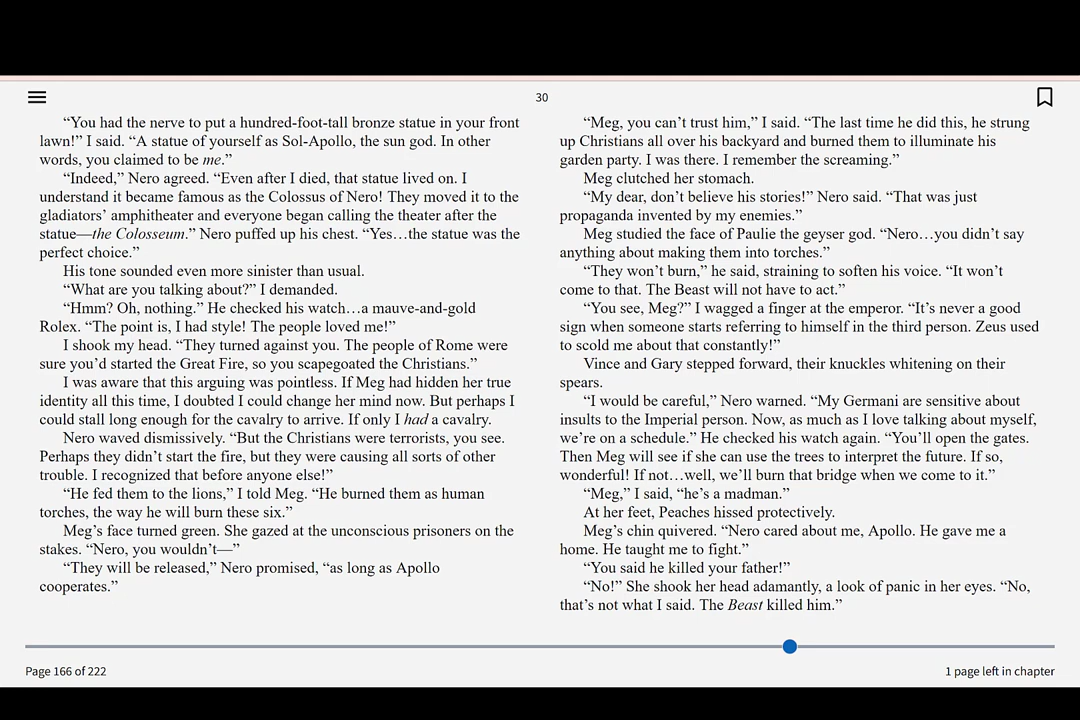 30
“You had the nerve to put a hundred-foot-tall bronze statue in your front
lawn!” I said. “A statue of yourself as Sol-Apollo, the sun god. In other
words, you claimed to be me.”
“Indeed,” Nero agreed. “Even after I died, that statue lived on. I
understand it became famous as the Colossus of Nero! They moved it to the
gladiators’ amphitheater and everyone began calling the theater after the
statue—the Colosseum.” Nero puffed up his chest. “Yes…the statue was the
perfect choice.”
His tone sounded even more sinister than usual.
“What are you talking about?” I demanded.
“Hmm? Oh, nothing.” He checked his watch…a mauve-and-gold
Rolex. “The point is, I had style! The people loved me!”
I shook my head. “They turned against you. The people of Rome were
sure you’d started the Great Fire, so you scapegoated the Christians.”
I was aware that this arguing was pointless. If Meg had hidden her true
identity all this time, I doubted I could change her mind now. But perhaps I
could stall long enough for the cavalry to arrive. If only I had a cavalry.
Nero waved dismissively. “But the Christians were terrorists, you see.
Perhaps they didn’t start the fire, but they were causing all sorts of other
trouble. I recognized that before anyone else!”
“He fed them to the lions,” I told Meg. “He burned them as human
torches, the way he will burn these six.”
Meg’s face turned green. She gazed at the unconscious prisoners on the
stakes. “Nero, you wouldn’t—”
“They will be released,” Nero promised, “as long as Apollo
cooperates.”
“Meg, you can’t trust him,” I said. “The last time he did this, he strung
up Christians all over his backyard and burned them to illuminate his
garden party. I was there. I remember the screaming.”
Meg clutched her stomach.
“My dear, don’t believe his stories!” Nero said. “That was just
propaganda invented by my enemies.”
Meg studied the face of Paulie the geyser god. “Nero…you didn’t say
anything about making them into torches.”
“They won’t burn,” he said, straining to soften his voice. “It won’t
come to that. The Beast will not have to act.”
“You see, Meg?” I wagged a finger at the emperor. “It’s never a good
sign when someone starts referring to himself in the third person. Zeus used
to scold me about that constantly!”
Vince and Gary stepped forward, their knuckles whitening on their
spears.
“I would be careful,” Nero warned. “My Germani are sensitive about
insults to the Imperial person. Now, as much as I love talking about myself,
we’re on a schedule.” He checked his watch again. “You’ll open the gates.
Then Meg will see if she can use the trees to interpret the future. If so,
wonderful! If not…well, we’ll burn that bridge when we come to it.”
“Meg,” I said, “he’s a madman.”
At her feet, Peaches hissed protectively.
Meg’s chin quivered. “Nero cared about me, Apollo. He gave me a
home. He taught me to fight.”
“You said he killed your father!”
“No!” She shook her head adamantly, a look of panic in her eyes. “No,
that’s not what I said. The Beast killed him.”
Page 166 of 222
1 page left in chapter